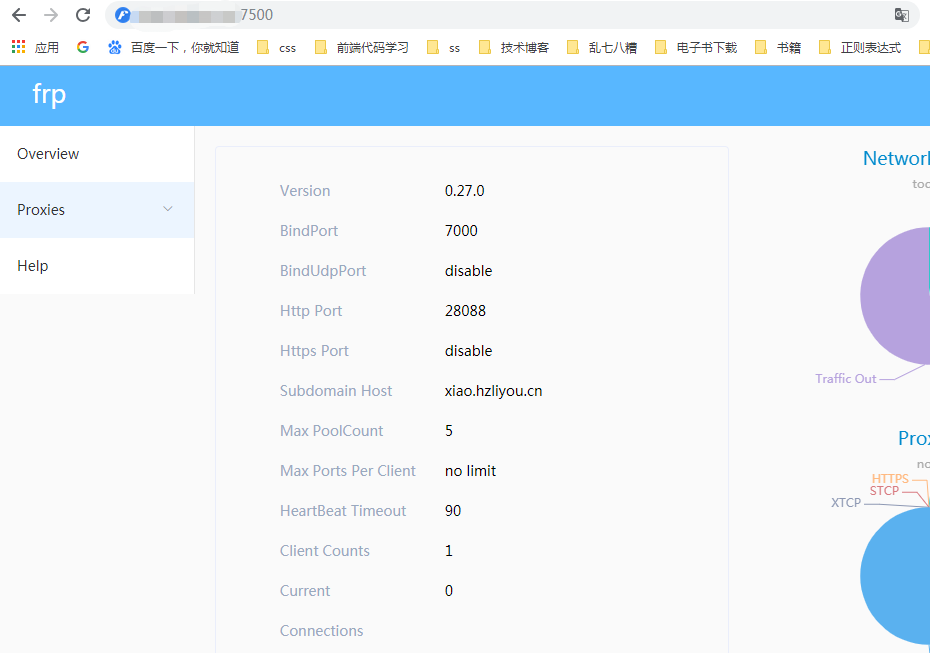 7500
应用
百度一下，你就知道
css
前端代码学习
ss
技术博客
乱七八糟
电子书下载
书籍
正则表达式
frp
Overview
Proxies
Help
Version 0.27.0
BindPort 7000
BindUdpPort disable
Http Port 28088
Https Port disable
Subdomain Host xiao.hzliyou.cn
Max PoolCount 5
Max Ports Per Client no limit
HeartBeat Timeout 90
Client Counts 1
Current 0
Connections
Network
Traffic Out
HTTPS
STCP
XTCP